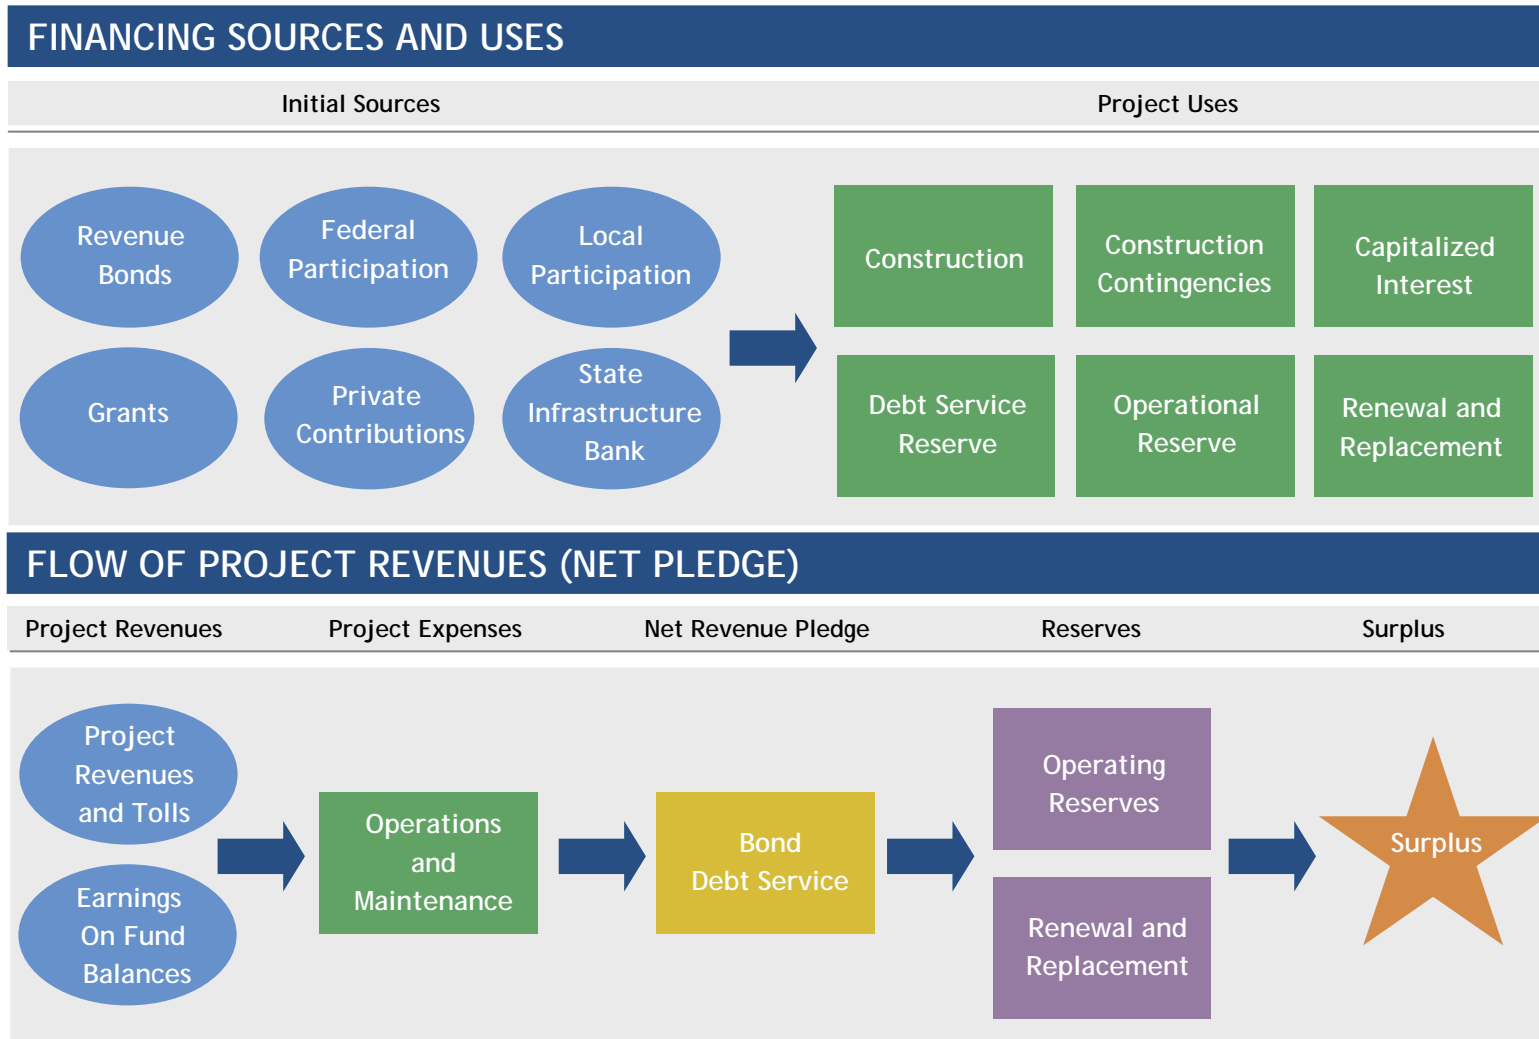 FINANCING SOURCES AND USES
Initial Sources
Project Uses
Revenue
Bonds
Federal
Participation
Local
Participation
Construction
Construction
Contingencies
Capitalized
Interest
Grants
Private
Contributions
State
Infrastructure
Bank
Debt Service
Reserve
Operational
Reserve
Renewal and
Replacement
FLOW OF PROJECT REVENUES (NET PLEDGE)
Project Revenues
Project Expenses
Net Revenue Pledge
Reserves
Surplus
Project
Revenues
and Tolls
Earnings
On Fund
Balances
Operations
and
Maintenance
Bond
Debt Service
Operating
Reserves
Renewal and
Replacement
Surplus